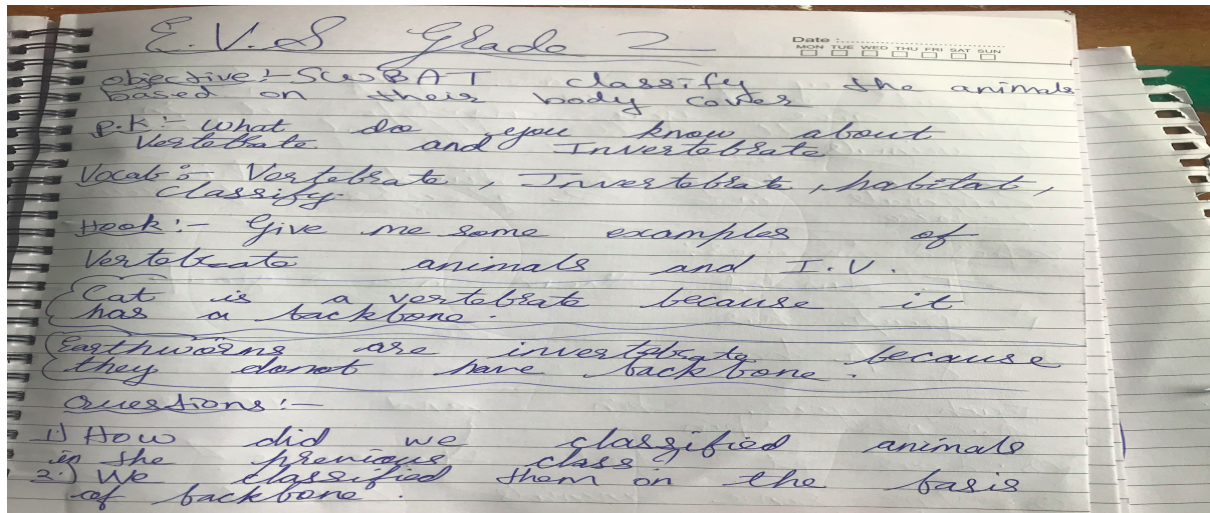 E.V.S Grade 2
Date :
MON TUE WED THU FRI SAT SUN
objective:- SWBAT classify the animals
based on their body cover
P.K:- what do you know about
Vertebrate and Invertebrate
Vocab:- Vertebrate, Invertebrate, habitat,
classify
Hook:- Give me some examples of
Vertebrate animals and I.V.
Cat is a vertebrate because it
has a backbone.
Earthworms are invertebrate because
they donot have backbone.
Questions:-
1) How did we classified animals
in the previous class
2.) We classified them on the basis
of backbone.